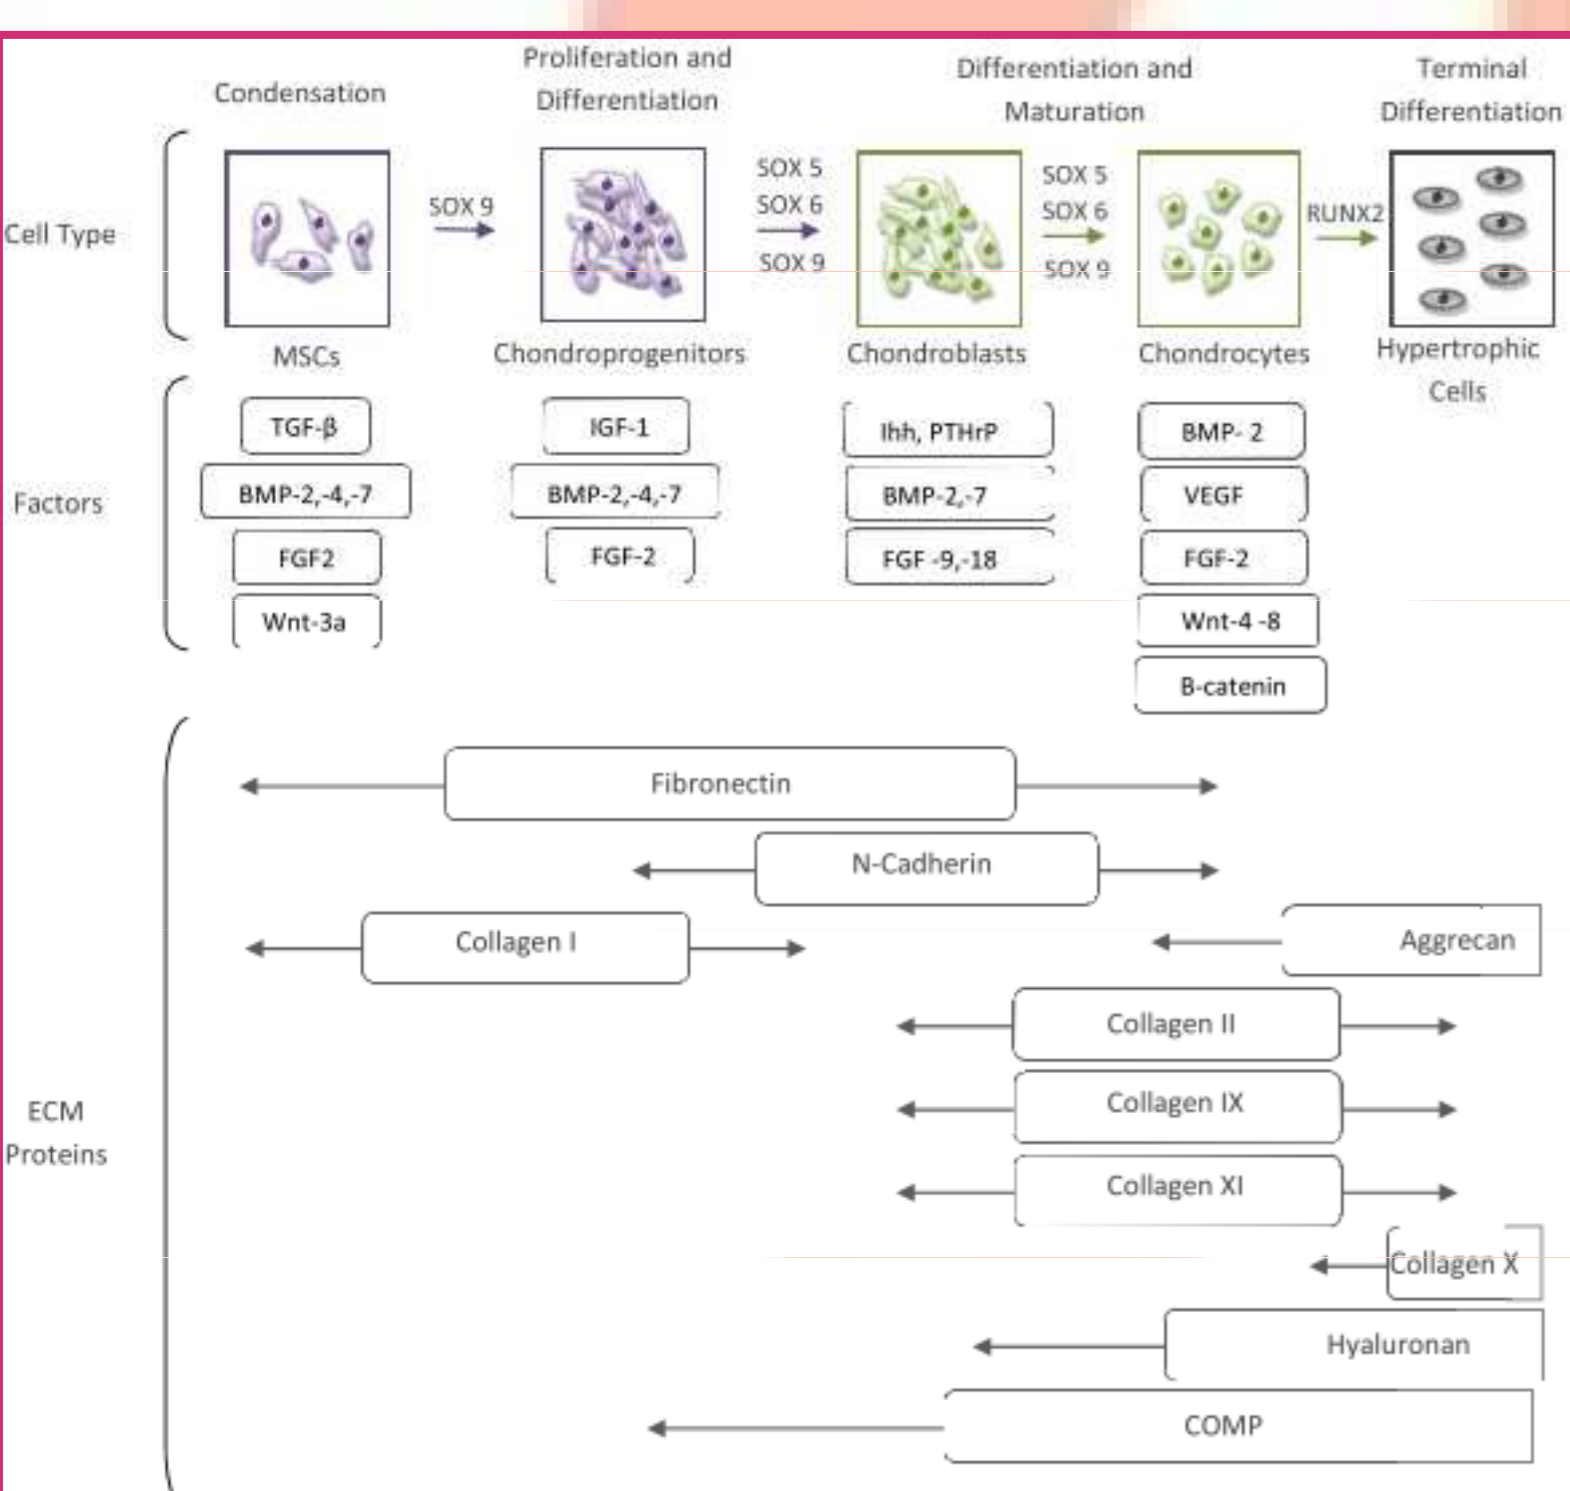 Condensation
Proliferation and
Differentiation
Differentiation and
Maturation
Terminal
Differentiation
Cell Type
SOX 9
SOX 5
SOX 6
SOX 9
SOX 5
SOX 6
SOX 9
RUNX2
MSCs
Chondroprogenitors
Chondroblasts
Chondrocytes
Hypertrophic
Cells
Factors
TGF-β
BMP-2,-4,-7
FGF2
Wnt-3a
IGF-1
BMP-2,-4,-7
FGF-2
Ihh, PTHrP
BMP-2,-7
FGF -9,-18
BMP- 2
VEGF
FGF-2
Wnt-4 -8
B-catenin
ECM
Proteins
Fibronectin
N-Cadherin
Collagen I
Aggrecan
Collagen II
Collagen IX
Collagen XI
Collagen X
Hyaluronan
COMP